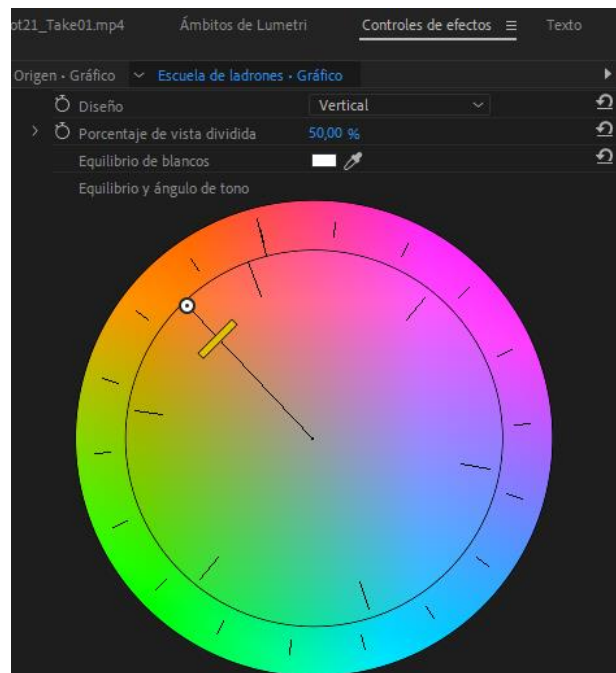 ot21_Take01.mp4 Ámbitos de Lumetri Controles de efectos Texto
Origen · Gráfico Escuela de ladrones · Gráfico
Diseño Vertical
Porcentaje de vista dividida 50,00 %
Equilibrio de blancos
Equilibrio y ángulo de tono